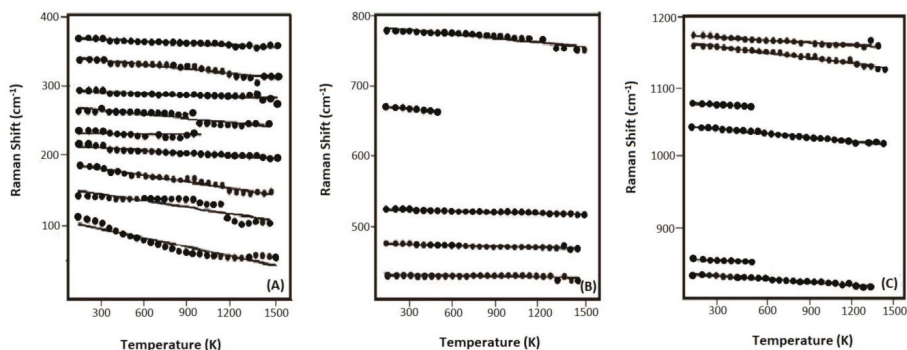 400
300
200
100
Raman Shift (cm⁻¹)
300 600 900 1200 1500
Temperature (K)
(A)
800
700
600
500
Raman Shift (cm⁻¹)
300 600 900 1200 1500
Temperature (K)
(B)
1200
1100
1000
900
Raman Shift (cm⁻¹)
300 600 900 1200 1500
Temperature (K)
(C)